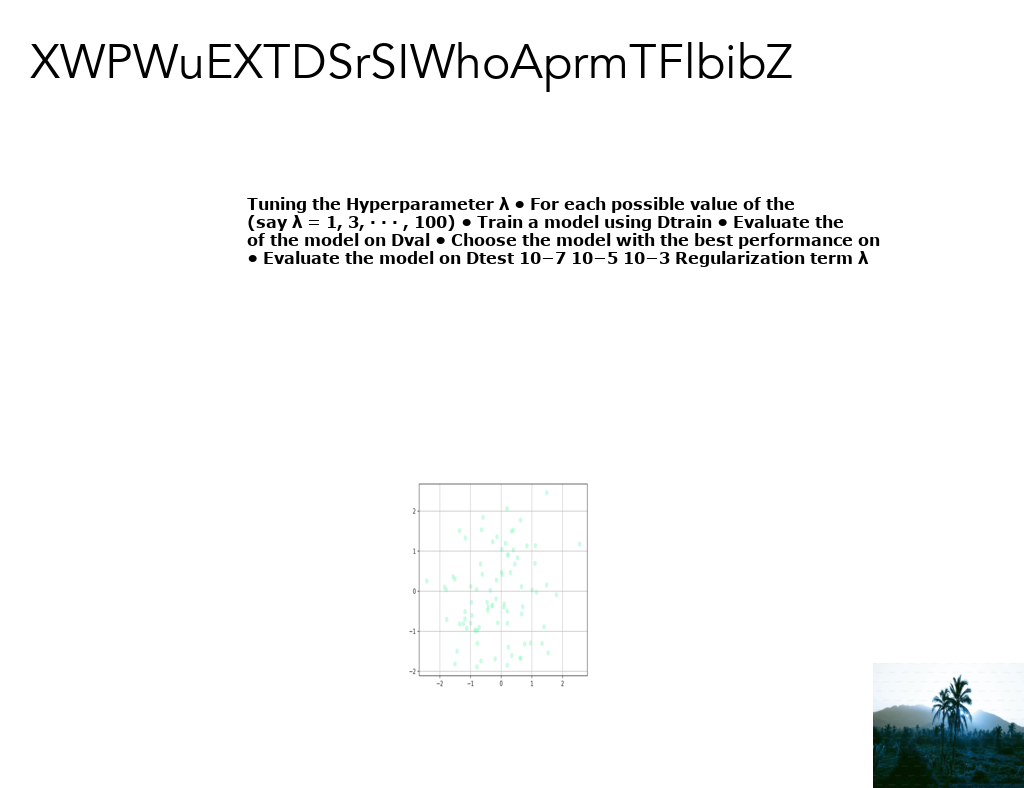 XWPWuEXTDSrSIWhoAprmTFlbibZ
Tuning the Hyperparameter λ ● For each possible value of the
(say λ = 1, 3, · · · , 100) ● Train a model using Dtrain ● Evaluate the
of the model on Dval ● Choose the model with the best performance on
● Evaluate the model on Dtest 10−7 10−5 10−3 Regularization term λ
2
1
0
−1
−2
−2 −1 0 1 2